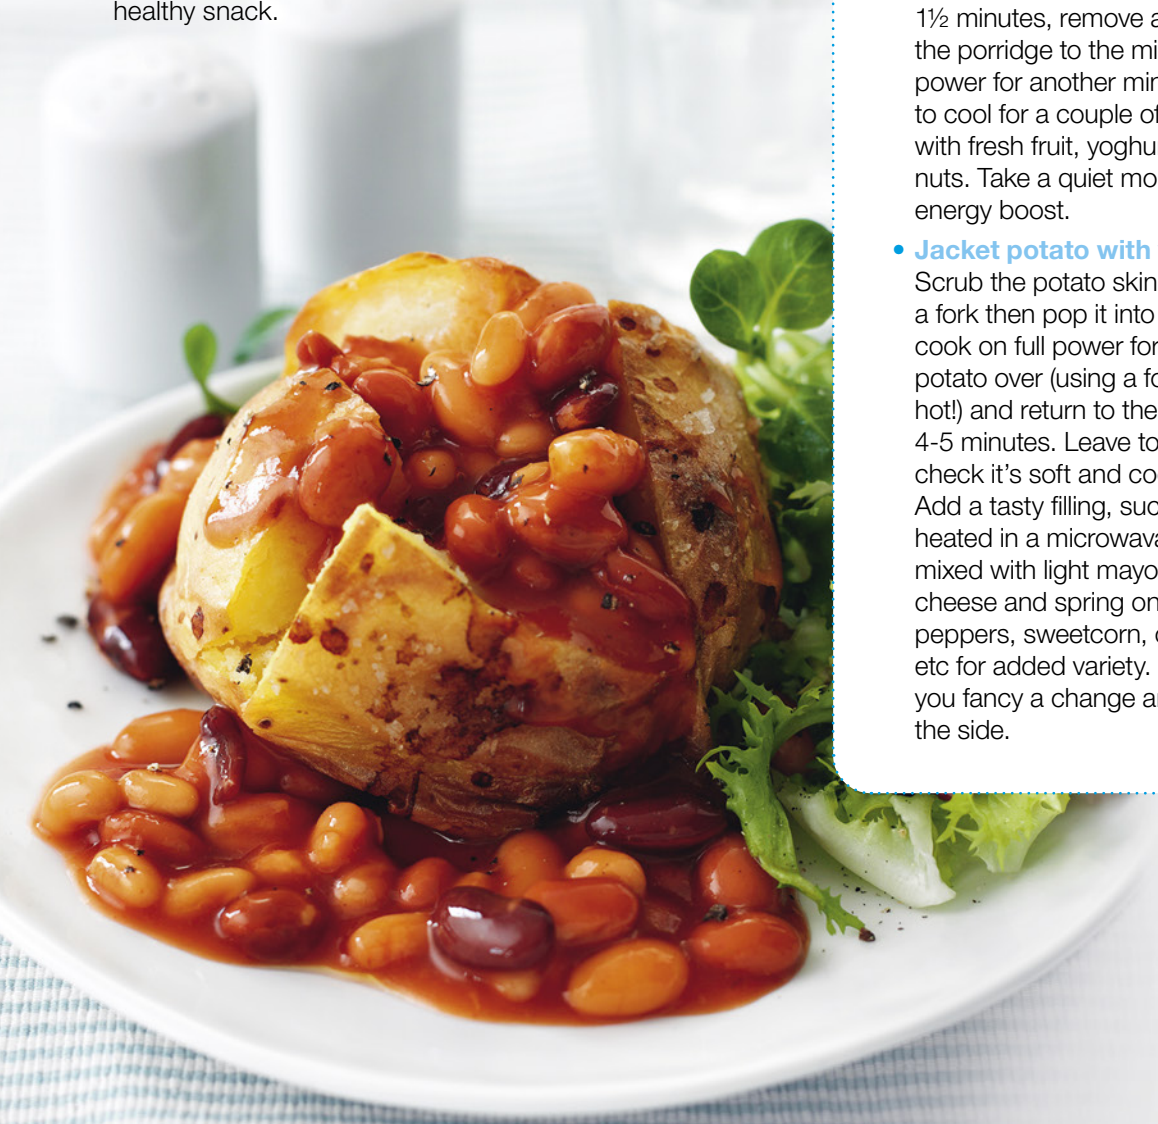 healthy snack.
1½ minutes, remove a
the porridge to the mi
power for another mi
to cool for a couple of
with fresh fruit, yoghu
nuts. Take a quiet mo
energy boost.
• Jacket potato with
Scrub the potato skin
a fork then pop it into
cook on full power for
potato over (using a fo
hot!) and return to the
4-5 minutes. Leave to
check it's soft and co
Add a tasty filling, suc
heated in a microwava
mixed with light mayo
cheese and spring on
peppers, sweetcorn,
etc for added variety.
you fancy a change a
the side.